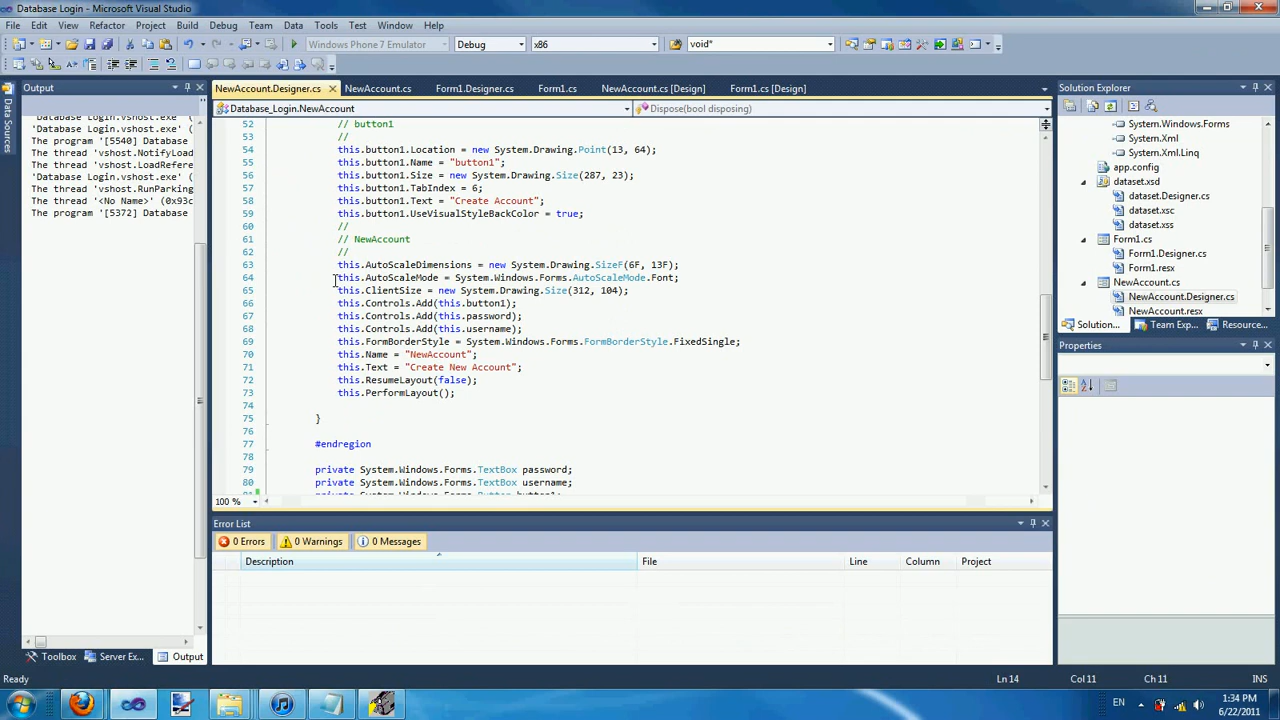 Database Login - Microsoft Visual Studio
File Edit View Refactor Project Build Debug Team Data Tools Test Window Help
Windows Phone 7 Emulator Debug x86 void*
Output
NewAccount.Designer.cs NewAccount.cs Form1.Designer.cs Form1.cs NewAccount.cs [Design] Form1.cs [Design]
Database_Login.NewAccount Dispose(bool disposing)
Data Sources
'Database Login.vshost.exe' (
'Database Login.vshost.exe' (
The program '[5540] Database
The thread 'vshost.NotifyLoad
The thread 'vshost.LoadRefere
'Database Login.vshost.exe' (
The thread 'vshost.RunParking
The thread '<No Name>' (0x93c
The program '[5372] Database
52 // button1
53 //
54 this.button1.Location = new System.Drawing.Point(13, 64);
55 this.button1.Name = "button1";
56 this.button1.Size = new System.Drawing.Size(287, 23);
57 this.button1.TabIndex = 6;
58 this.button1.Text = "Create Account";
59 this.button1.UseVisualStyleBackColor = true;
60 //
61 // NewAccount
62 //
63 this.AutoScaleDimensions = new System.Drawing.SizeF(6F, 13F);
64 this.AutoScaleMode = System.Windows.Forms.AutoScaleMode.Font;
65 this.ClientSize = new System.Drawing.Size(312, 104);
66 this.Controls.Add(this.button1);
67 this.Controls.Add(this.password);
68 this.Controls.Add(this.username);
69 this.FormBorderStyle = System.Windows.Forms.FormBorderStyle.FixedSingle;
70 this.Name = "NewAccount";
71 this.Text = "Create New Account";
72 this.ResumeLayout(false);
73 this.PerformLayout();
74
75 }
76
77 #endregion
78
79 private System.Windows.Forms.TextBox password;
80 private System.Windows.Forms.TextBox username;
81 private System.Windows.Forms.Button button1;
100 %
Error List
0 Errors 0 Warnings 0 Messages
Description File Line Column Project
Toolbox Server Ex... Output
Solution Explorer
System.Windows.Forms
System.Xml
System.Xml.Linq
app.config
dataset.xsd
dataset.Designer.cs
dataset.xsc
dataset.xss
Form1.cs
Form1.Designer.cs
Form1.resx
NewAccount.cs
NewAccount.Designer.cs
NewAccount.resx
Solution... Team Exp... Resource...
Properties
Ready Ln 14 Col 11 Ch 11 INS
EN 1:34 PM
6/22/2011